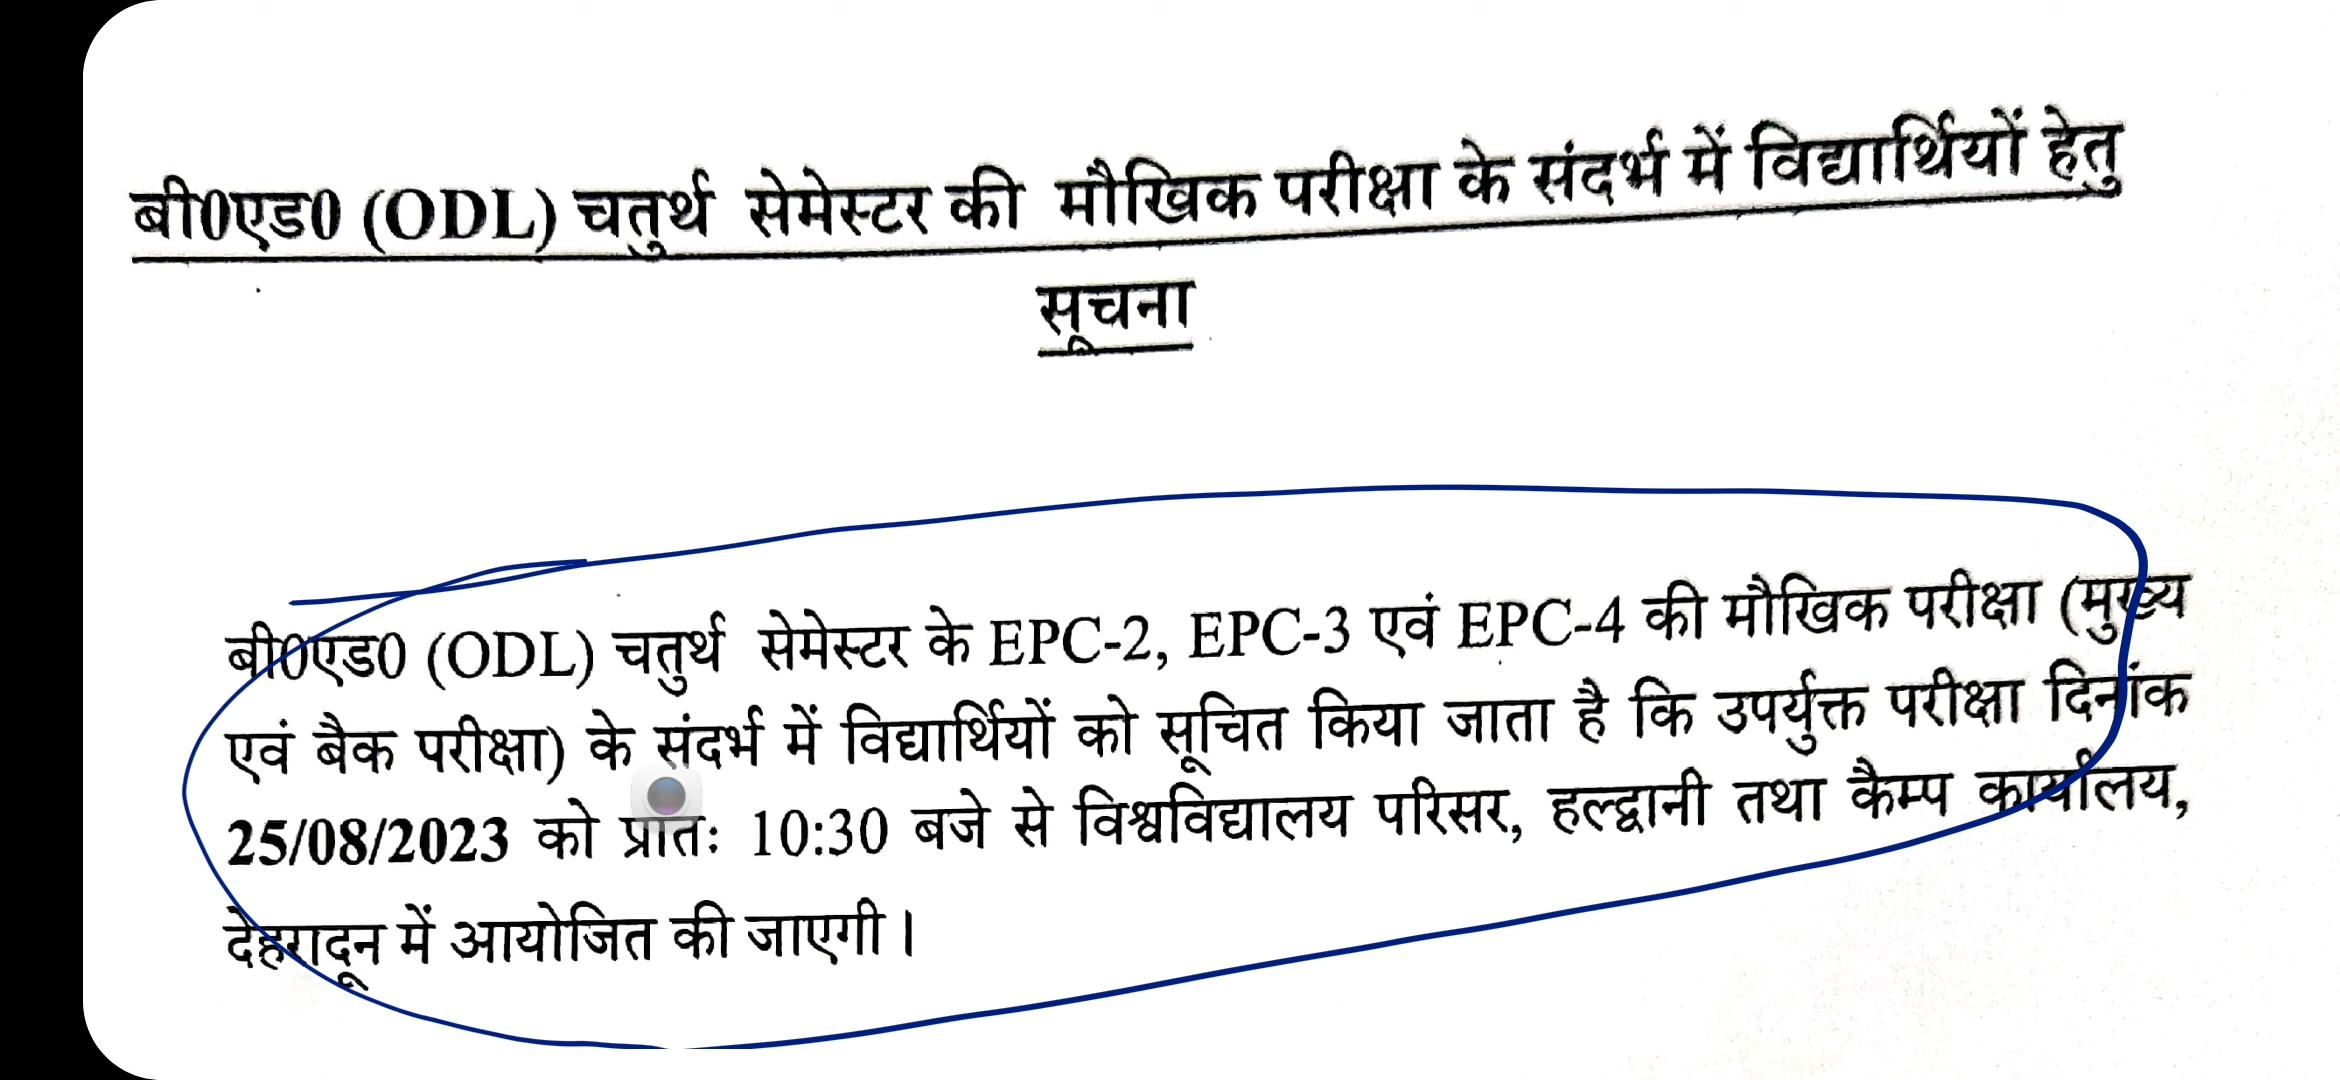 बी0एड0 (ODL) चतुर्थ सेमेस्टर की मौखिक परीक्षा के संदर्भ में विद्यार्थियों हेतु
सूचना
बी0एड0 (ODL) चतुर्थ सेमेस्टर के EPC-2, EPC-3 एवं EPC-4 की मौखिक परीक्षा (मुख्य
एवं बैक परीक्षा) के संदर्भ में विद्यार्थियों को सूचित किया जाता है कि उपर्युक्त परीक्षा दिनांक
25/08/2023 को प्रातः 10:30 बजे से विश्वविद्यालय परिसर, हल्द्वानी तथा कैम्प कार्यालय,
देहरादून में आयोजित की जाएगी।